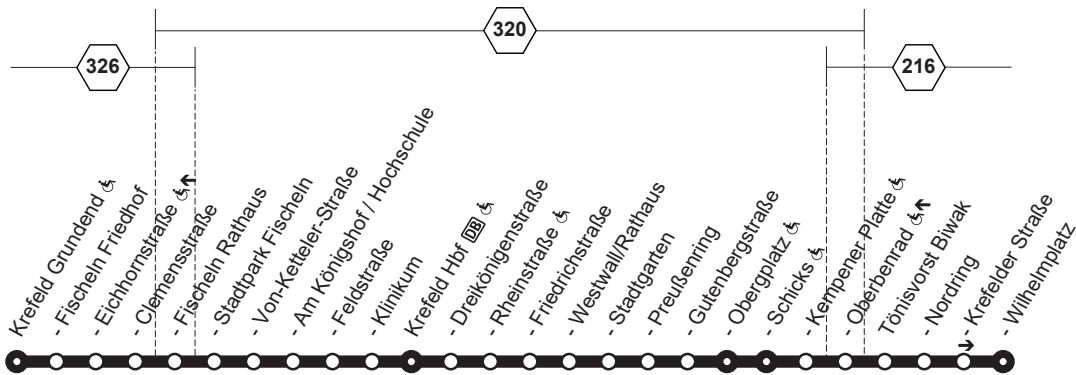 320
326
216
Krefeld Grundend
- Fischeln Friedhof
- Eichhornstraße
- Clemensstraße
- Fischeln Rathaus
- Stadtpark Fischeln
- Von-Ketteler-Straße
- Am Königshof / Hochschule
- Feldstraße
- Klinikum
Krefeld Hbf DB
- Dreikönigenstraße
- Rheinstraße
- Friedrichstraße
- Westwall/Rathaus
- Stadtgarten
- Preußenring
- Gutenbergstraße
- Obergplatz
- Schicks
- Kempener Platte
- Oberbenrad
Tönisvorst Biwak
- Nordring
- Krefelder Straße
- Wilhelmplatz